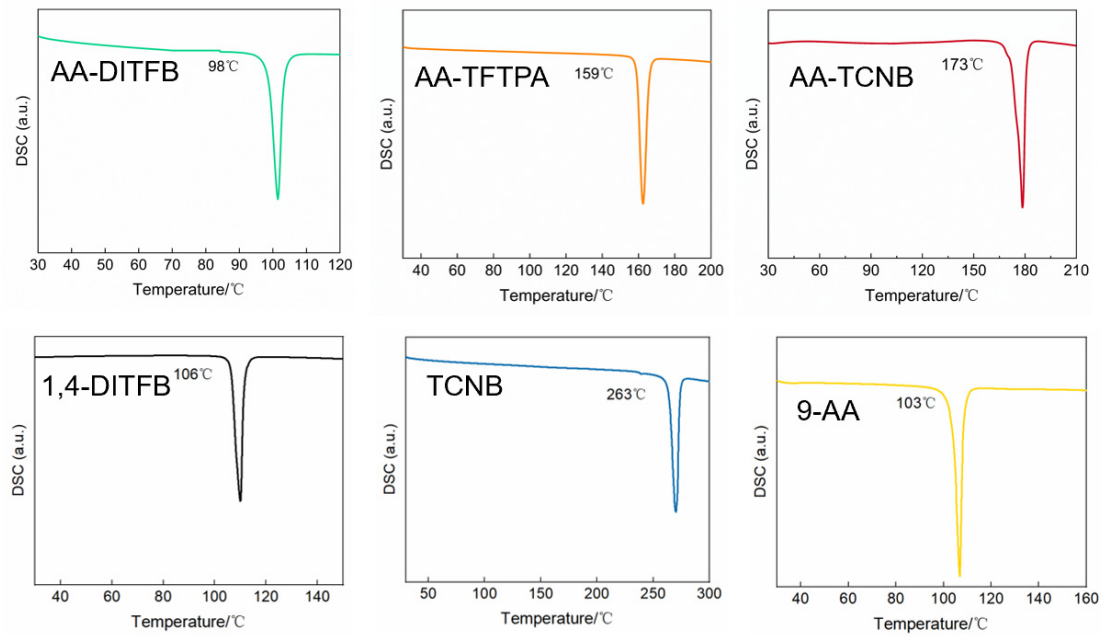 AA-DITFB
98℃
DSC (a.u.)
30 40 50 60 70 80 90 100 110 120
Temperature/℃
AA-TFTPA
159℃
DSC (a.u.)
40 60 80 100 120 140 160 180 200
Temperature/℃
AA-TCNB
173℃
DSC (a.u.)
30 60 90 120 150 180 210
Temperature/℃
1,4-DITFB
106℃
DSC (a.u.)
40 60 80 100 120 140
Temperature/℃
TCNB
263℃
DSC (a.u.)
50 100 150 200 250 300
Temperature/℃
9-AA
103℃
DSC (a.u.)
40 60 80 100 120 140 160
Temperature/℃